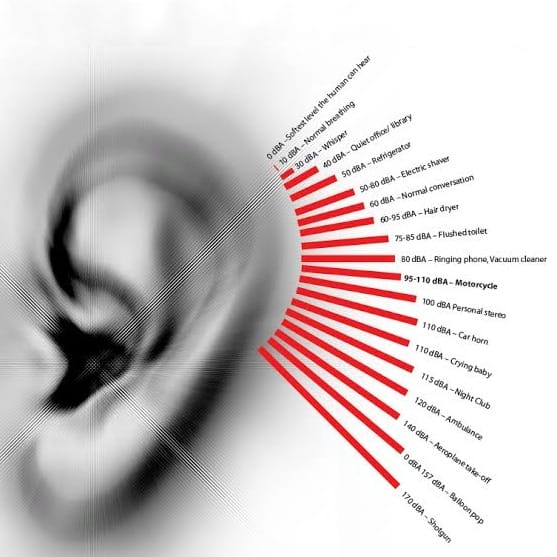 0 dBA – Softest level the human can hear
10 dBA – Normal breathing
30 dBA – Whisper
40 dBA – Quiet office/ library
50 dBA – Refrigerator
50-80 dBA – Electric shaver
60 dBA – Normal conversation
60-95 dBA – Hair dryer
75-85 dBA – Flushed toilet
80 dBA – Ringing phone, Vacuum cleaner
95-110 dBA – Motorcycle
100 dBA Personal stereo
110 dBA – Car horn
110 dBA – Crying baby
115 dBA – Night Club
120 dBA – Ambulance
140 dBA – Aeroplane take-off
0 dBA 157 dBA – Balloon pop
170 dBA – Shotgun